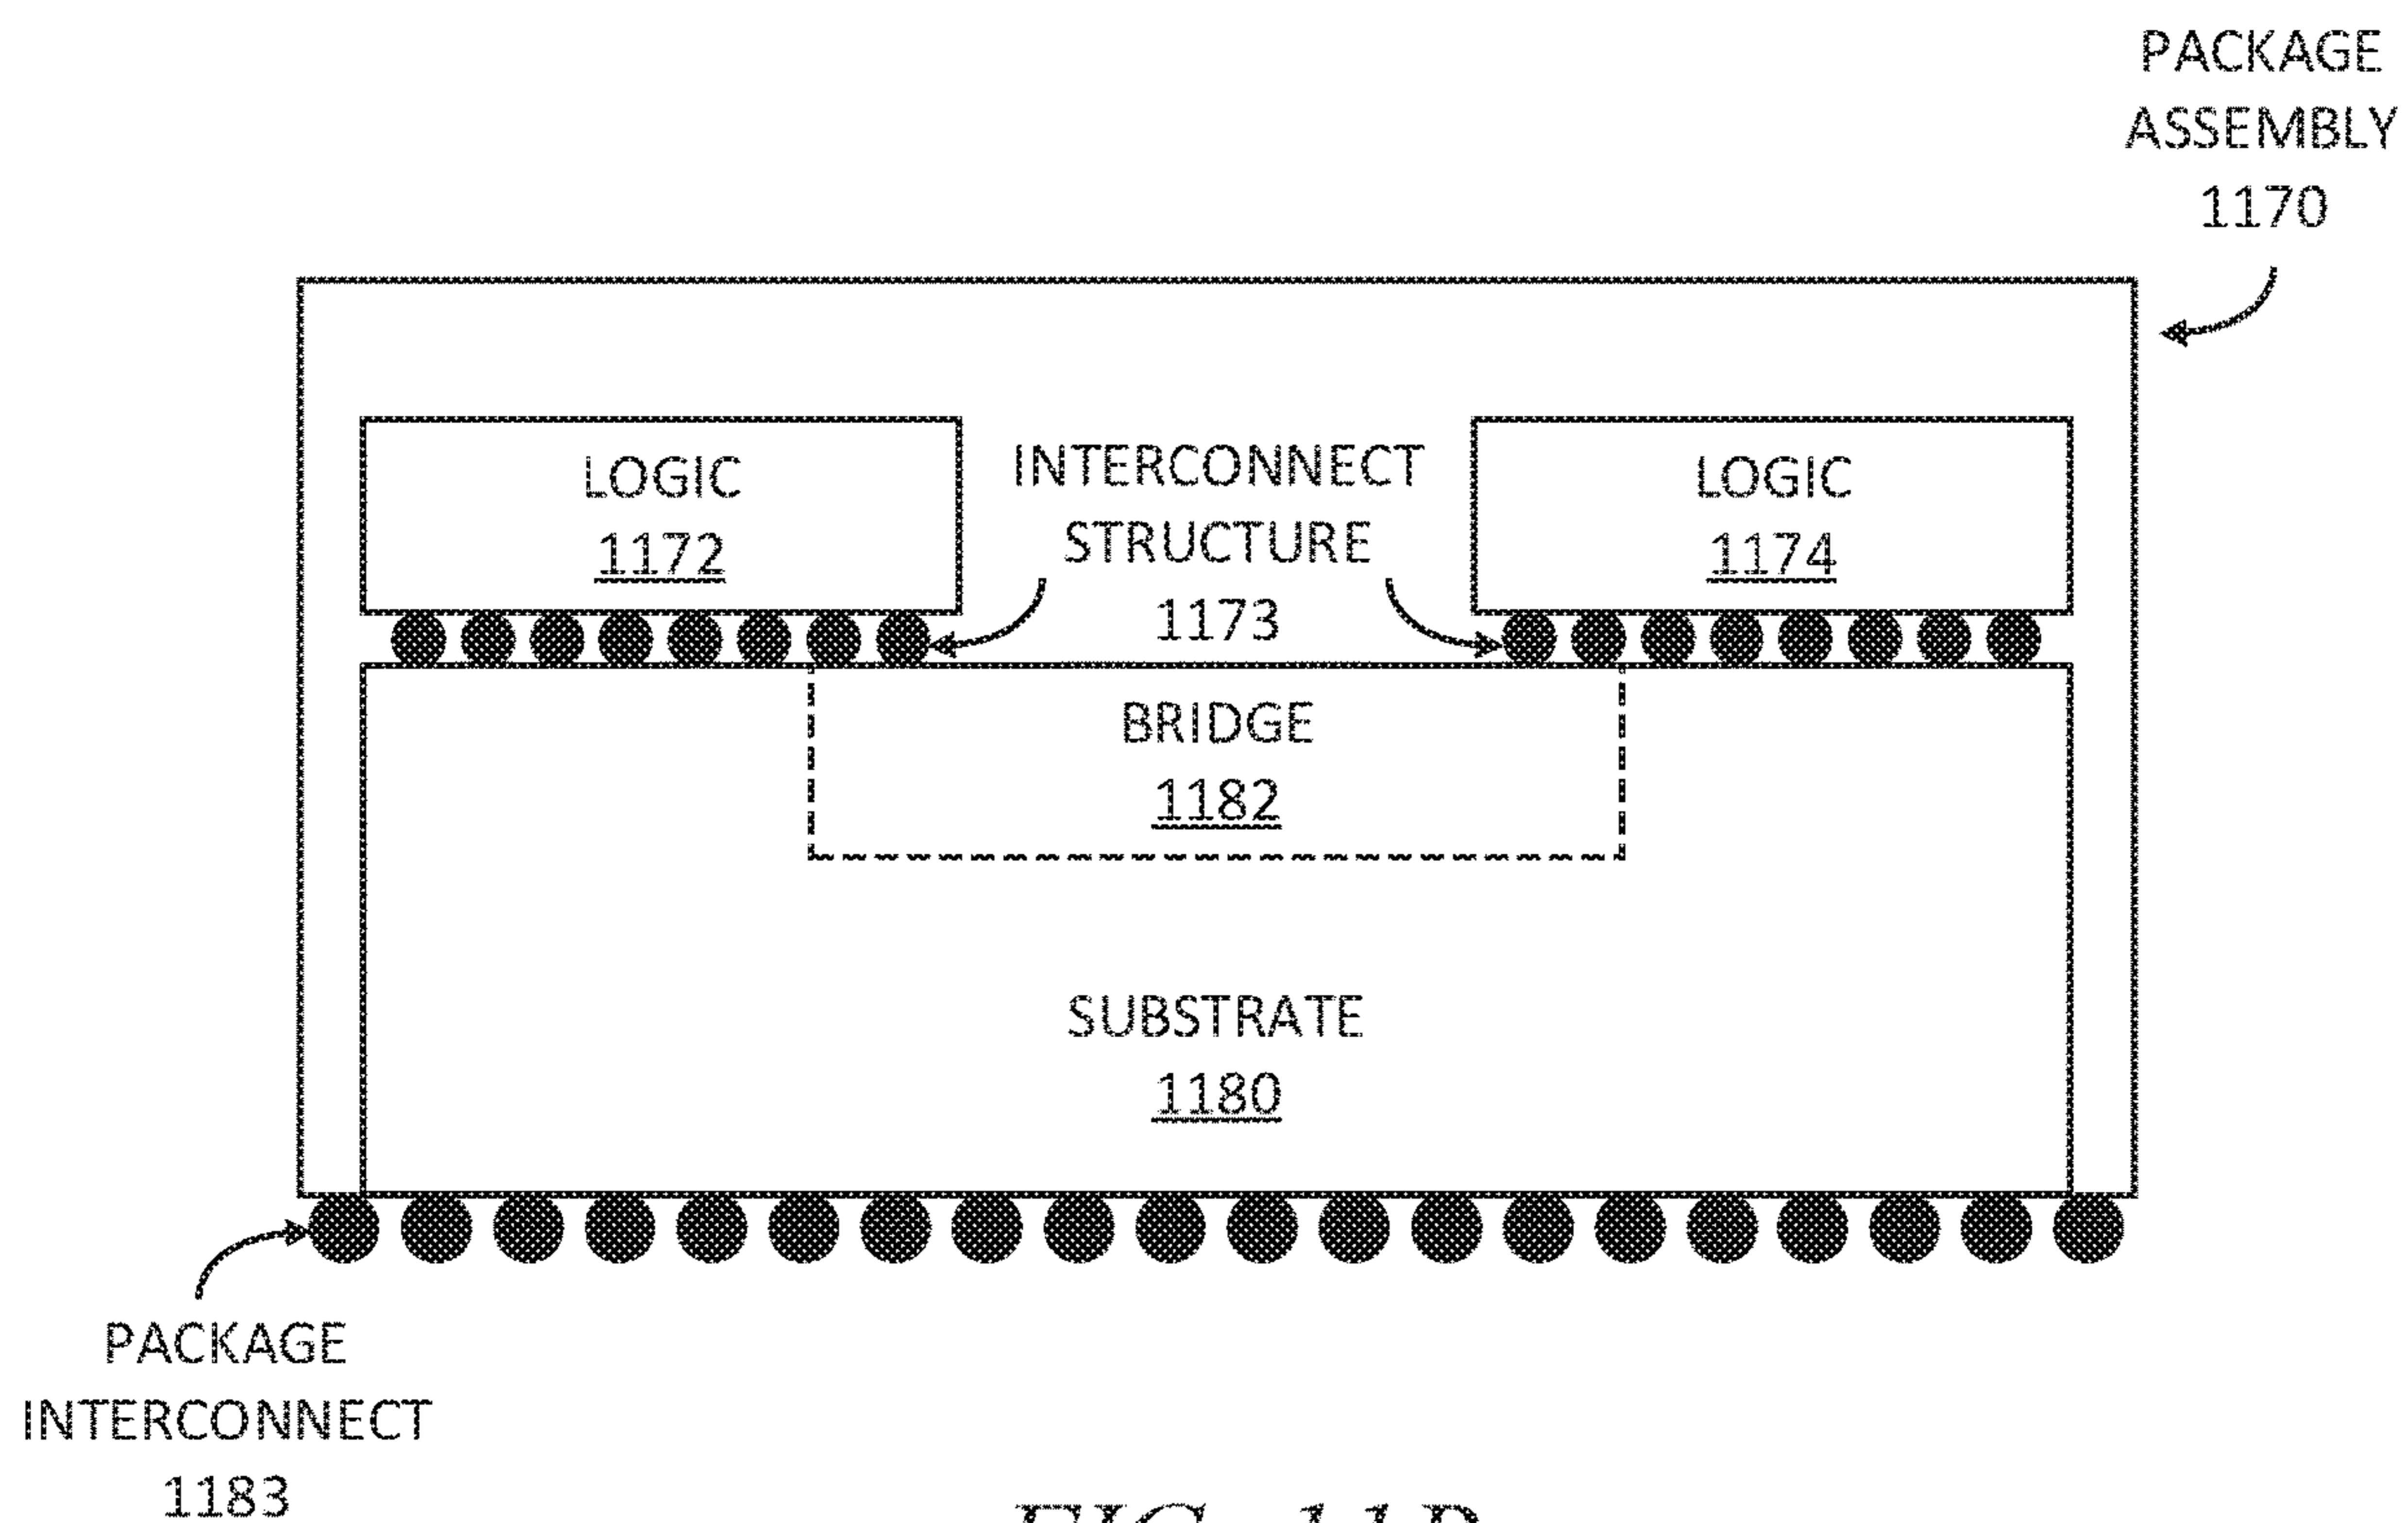 PACKAGE
ASSEMBLY
1170
LOGIC
1172
INTERCONNECT
STRUCTURE
1173
LOGIC
1174
BRIDGE
1182
SUBSTRATE
1180
PACKAGE
INTERCONNECT
1183